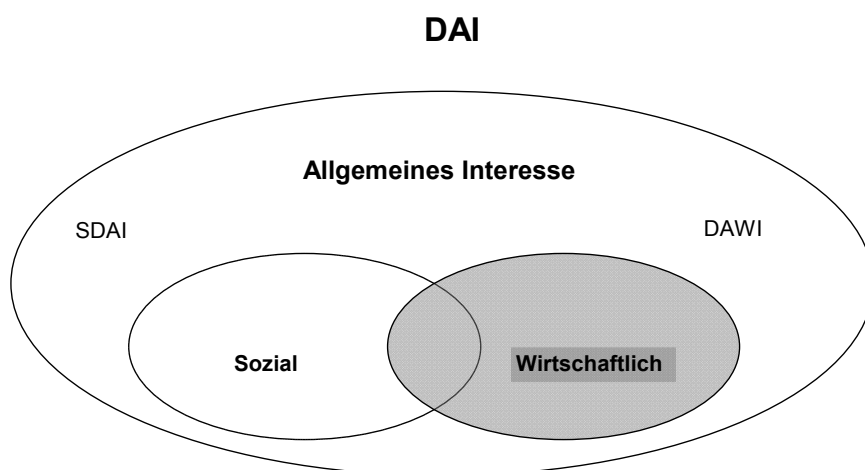 DAI
Allgemeines Interesse
SDAI
DAWI
Sozial
Wirtschaftlich